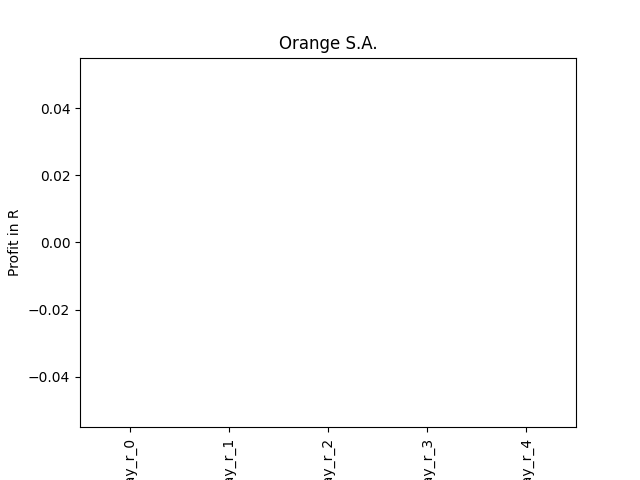 Orange S.A.
Profit in R
0.04
0.02
0.00
−0.02
−0.04
ay_r_0
ay_r_1
ay_r_2
ay_r_3
ay_r_4